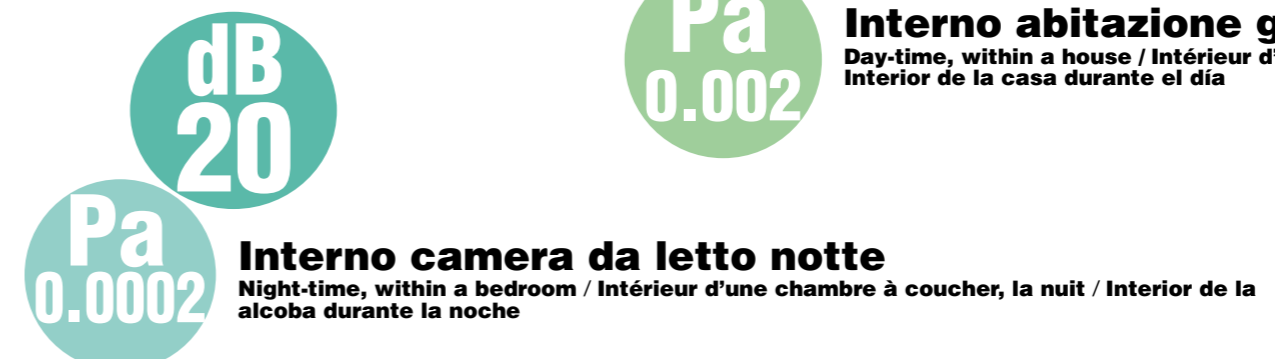 dB
20
Pa
0.0002
Interno camera da letto notte
Night-time, within a bedroom / Intérieur d’une chambre à coucher, la nuit / Interior de la
alcoba durante la noche
Pa
0.002
Interno abitazione
Day-time, within a house / Intérieur
Interior de la casa durante el día